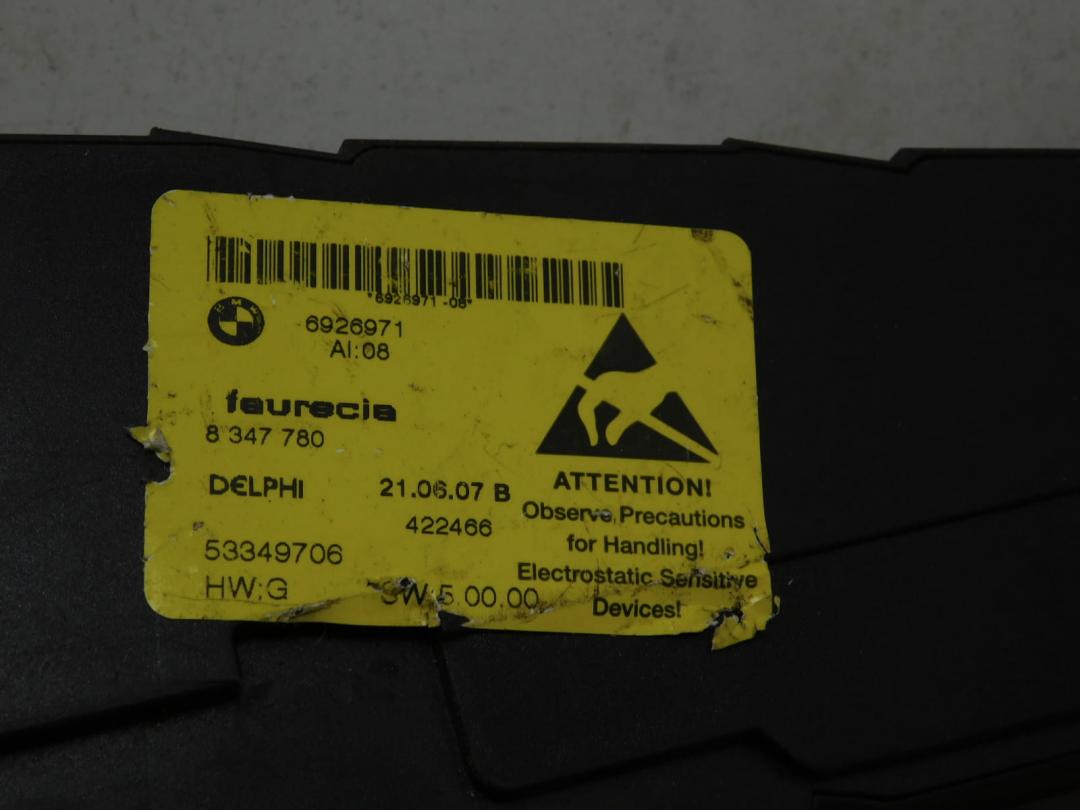 *6926971-08*
BMW
6926971
AI:08
faurecia
8 347 780
DELPHI 21.06.07 B
422466
53349706
HW:G SW:5.00.00
ATTENTION!
Observe Precautions
for Handling!
Electrostatic Sensitive
Devices!